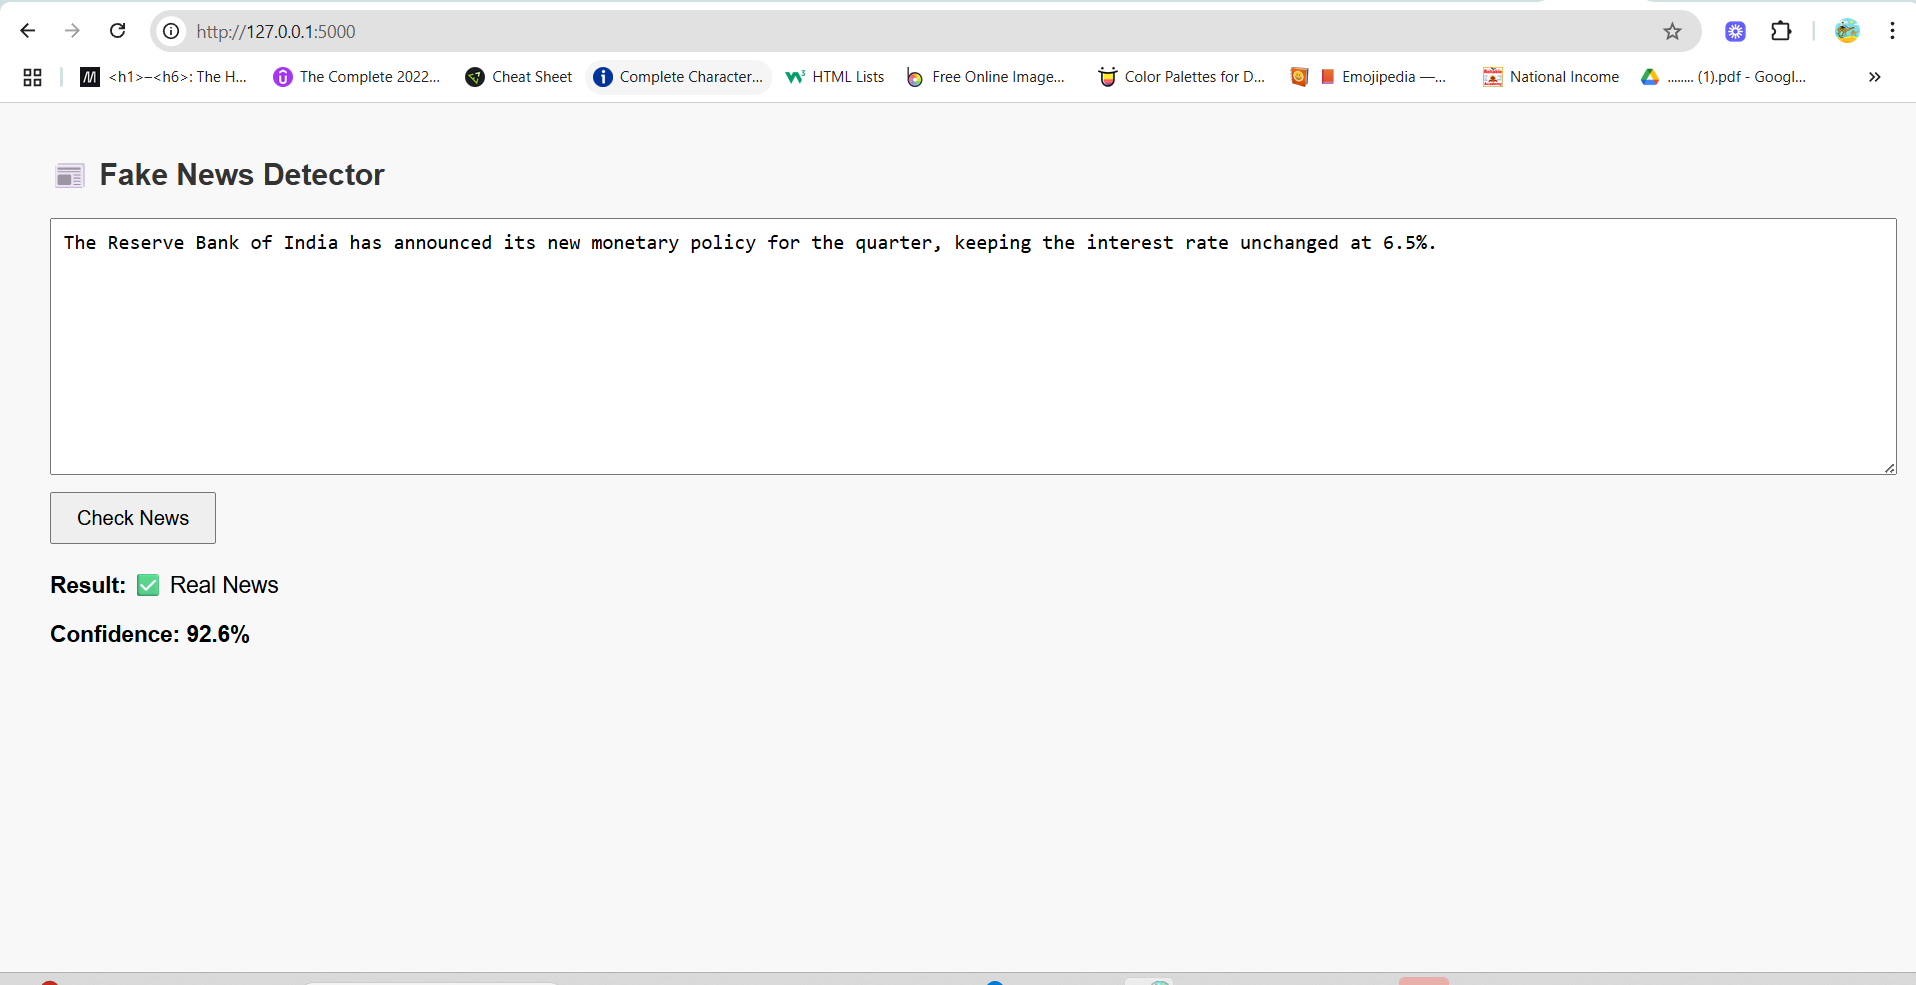 http://127.0.0.1:5000
<h1>–<h6>: The H... The Complete 2022... Cheat Sheet Complete Character... HTML Lists Free Online Image... Color Palettes for D... Emojipedia —... National Income ........ (1).pdf - Googl...
Fake News Detector
The Reserve Bank of India has announced its new monetary policy for the quarter, keeping the interest rate unchanged at 6.5%.
Check News
Result: ✅ Real News
Confidence: 92.6%